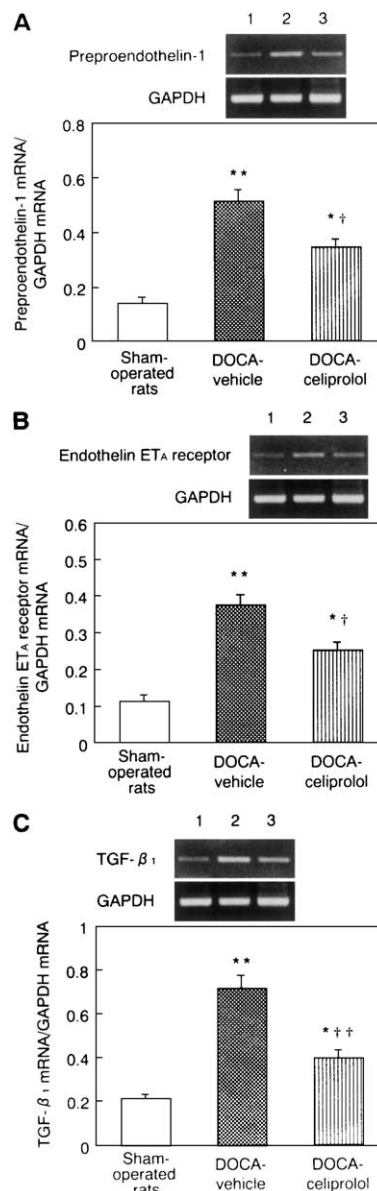 A
1 2 3
Preproendothelin-1
GAPDH
Preproendothelin-1 mRNA/
GAPDH mRNA
0.8
0.6
0.4
0.2
0
**
*†
Sham-
operated
rats
DOCA-
vehicle
DOCA-
celiprolol
B
1 2 3
Endothelin ETA receptor
GAPDH
Endothelin ETA receptor mRNA/
GAPDH mRNA
0.6
0.5
0.4
0.3
0.2
0.1
0
**
*†
Sham-
operated
rats
DOCA-
vehicle
DOCA-
celiprolol
C
1 2 3
TGF-β1
GAPDH
TGF-β1 mRNA/GAPDH mRNA
1
0.8
0.6
0.4
0.2
0
**
*††
Sham-
operated
rats
DOCA-
vehicle
DOCA-
celiprolol